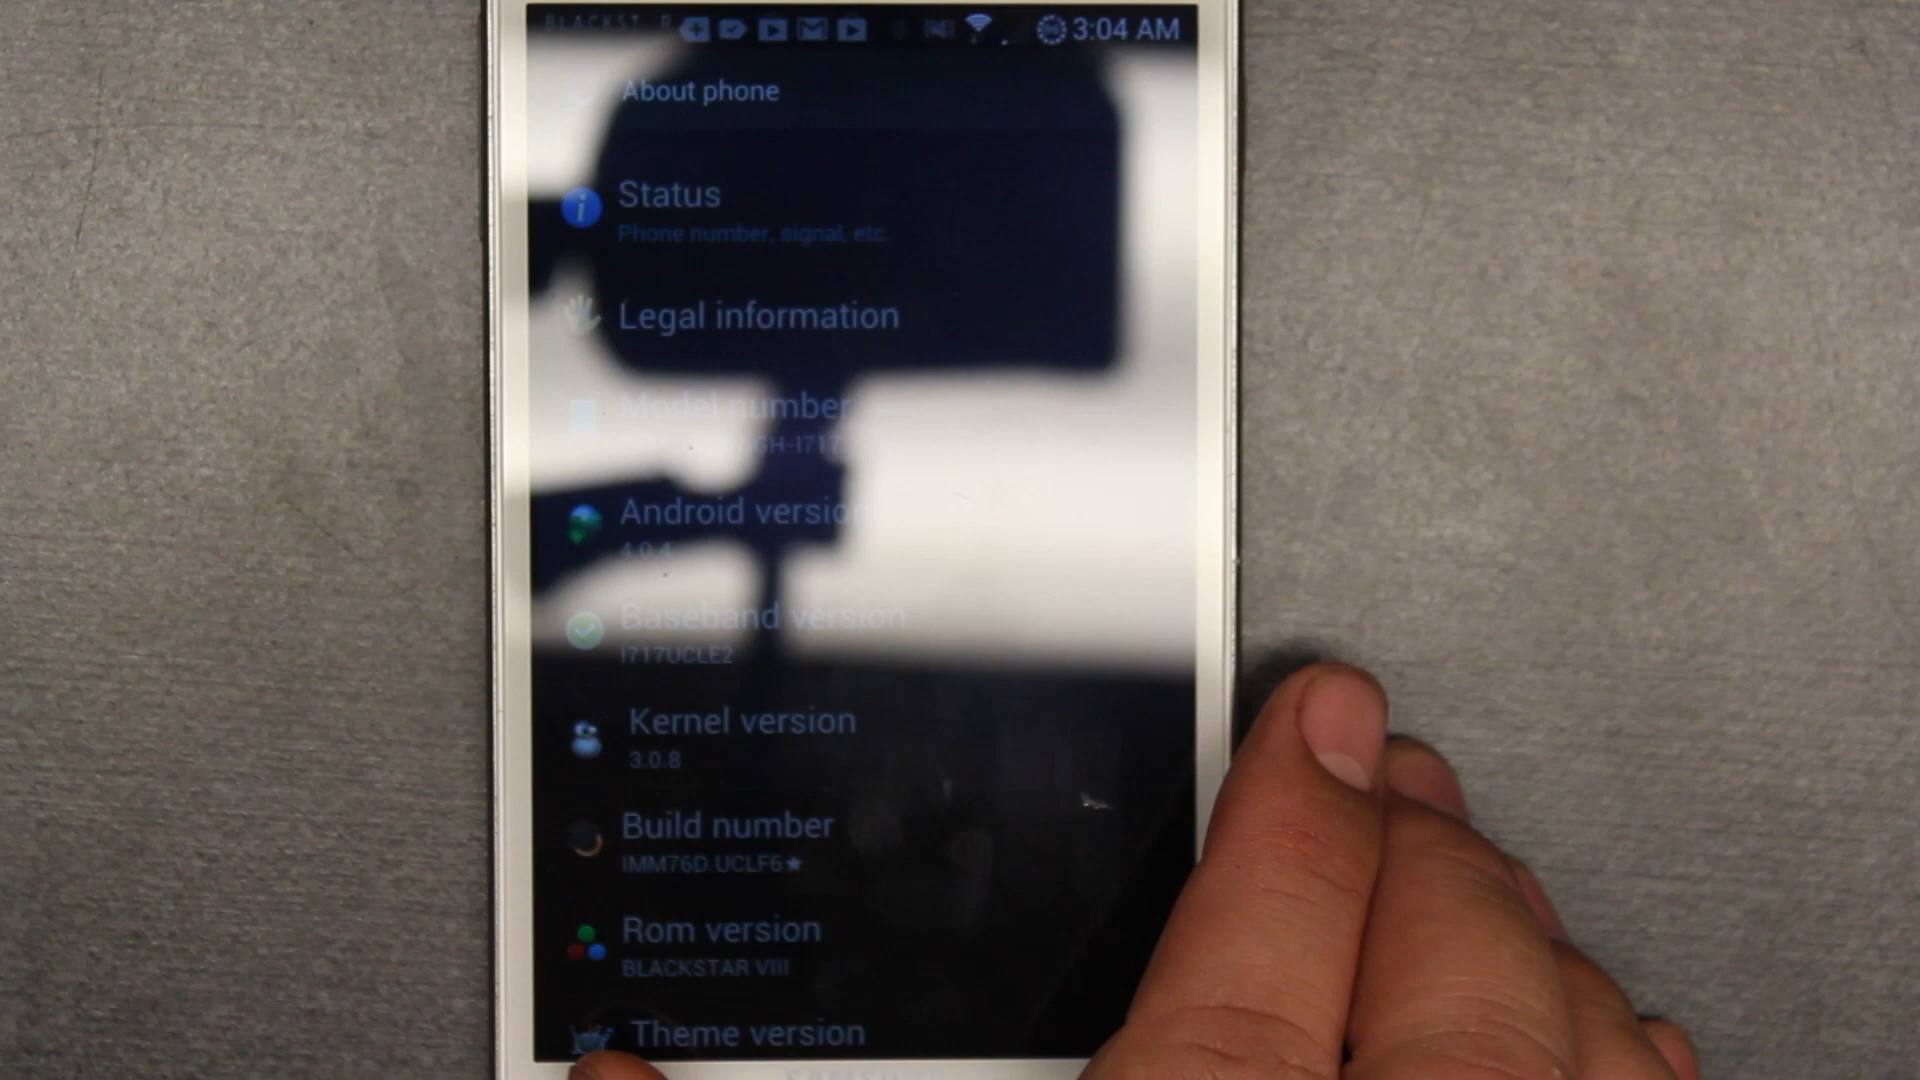 3:04 AM
About phone
Status
Phone number, signal, etc.
Legal information
Model number
GH-I717
Android version
4.0.4
Baseband version
I717UCLE2
Kernel version
3.0.8
Build number
IMM76D.UCLF6★
Rom version
BLACKSTAR VIII
Theme version